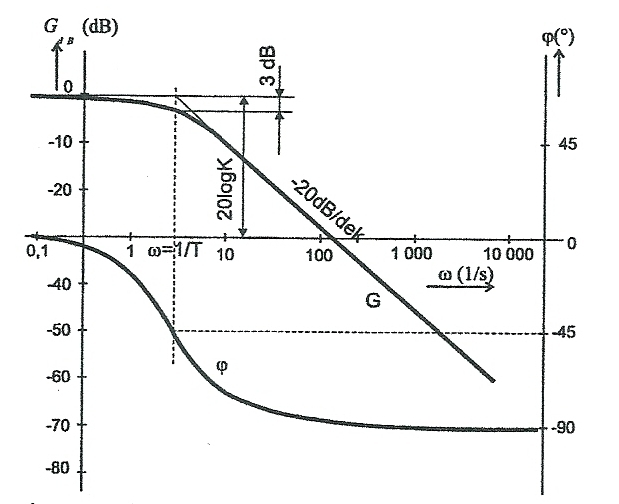 G dB (dB)
φ(°)
3 dB
0
-10
45
-20
20logK
-20dB/dek
0,1
1
ω=1/T
10
100
1 000
10 000
0
-40
ω (1/s)
G
-50
-45
-60
φ
-70
-90
-80